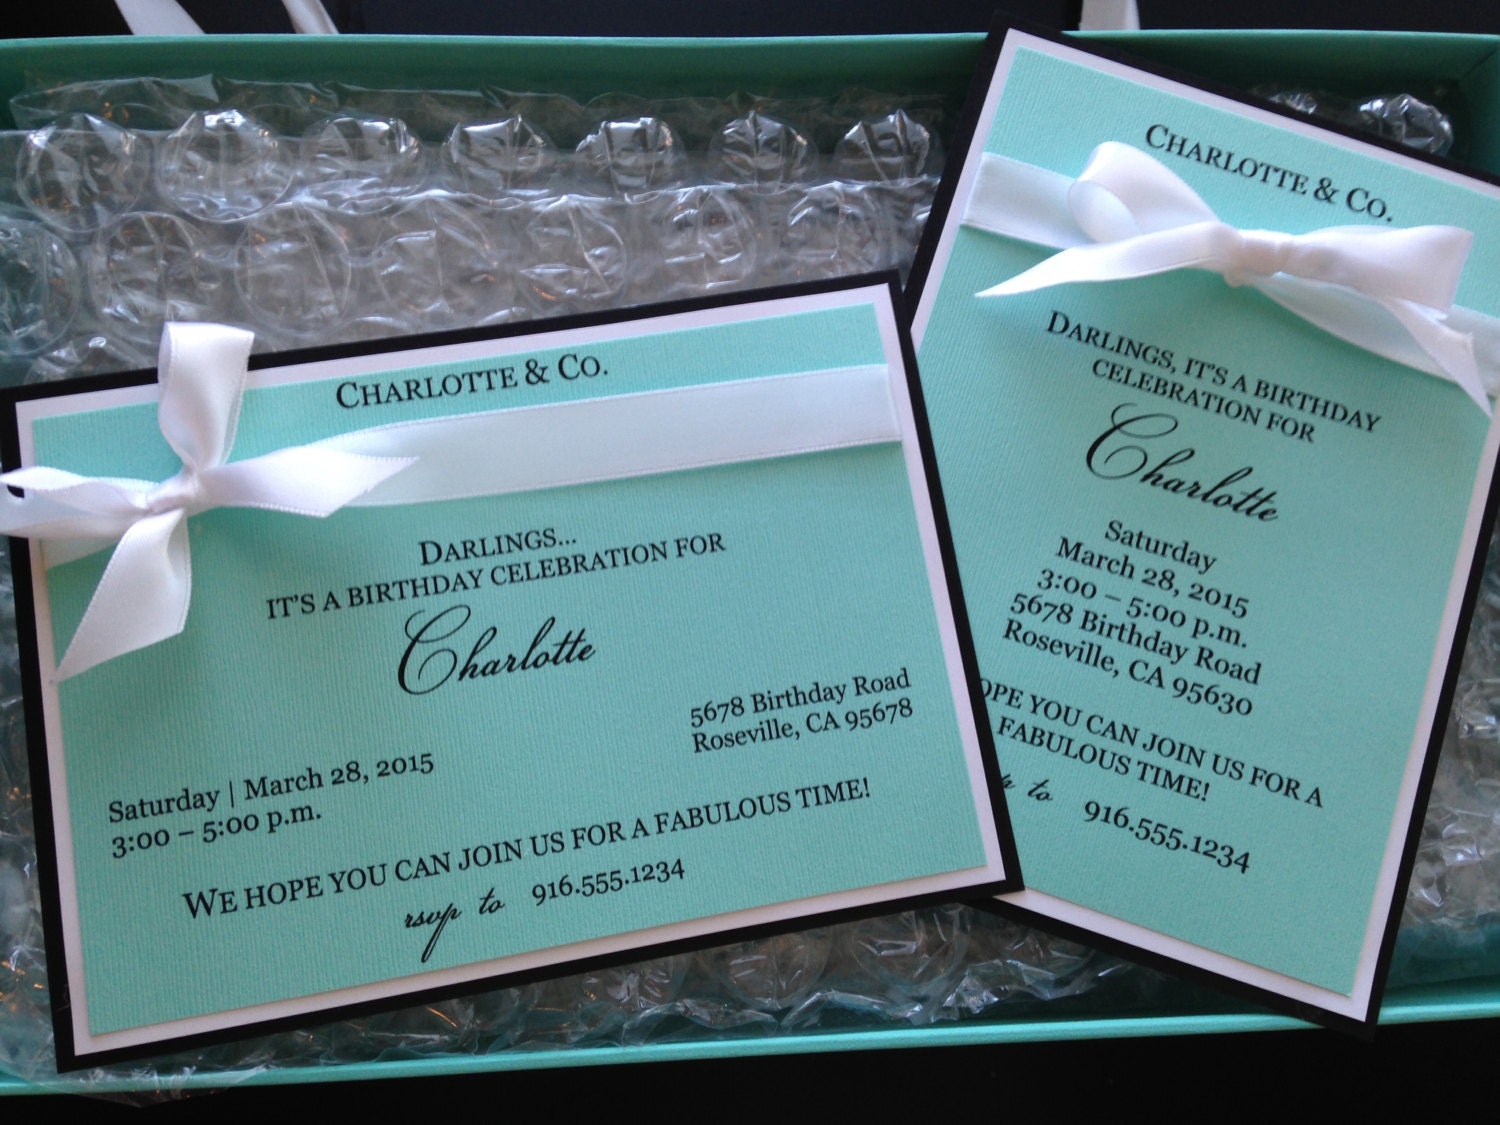 CHARLOTTE & CO.
DARLINGS...
IT'S A BIRTHDAY CELEBRATION FOR
Charlotte
5678 Birthday Road
Roseville, CA 95678
Saturday | March 28, 2015
3:00 – 5:00 p.m.
WE HOPE YOU CAN JOIN US FOR A FABULOUS TIME!
rsvp to 916.555.1234
CHARLOTTE & CO.
DARLINGS, IT'S A BIRTHDAY
CELEBRATION FOR
Charlotte
Saturday
March 28, 2015
3:00 – 5:00 p.m.
5678 Birthday Road
Roseville, CA 95630
YOU CAN JOIN US FOR A
FABULOUS TIME!
to 916.555.1234